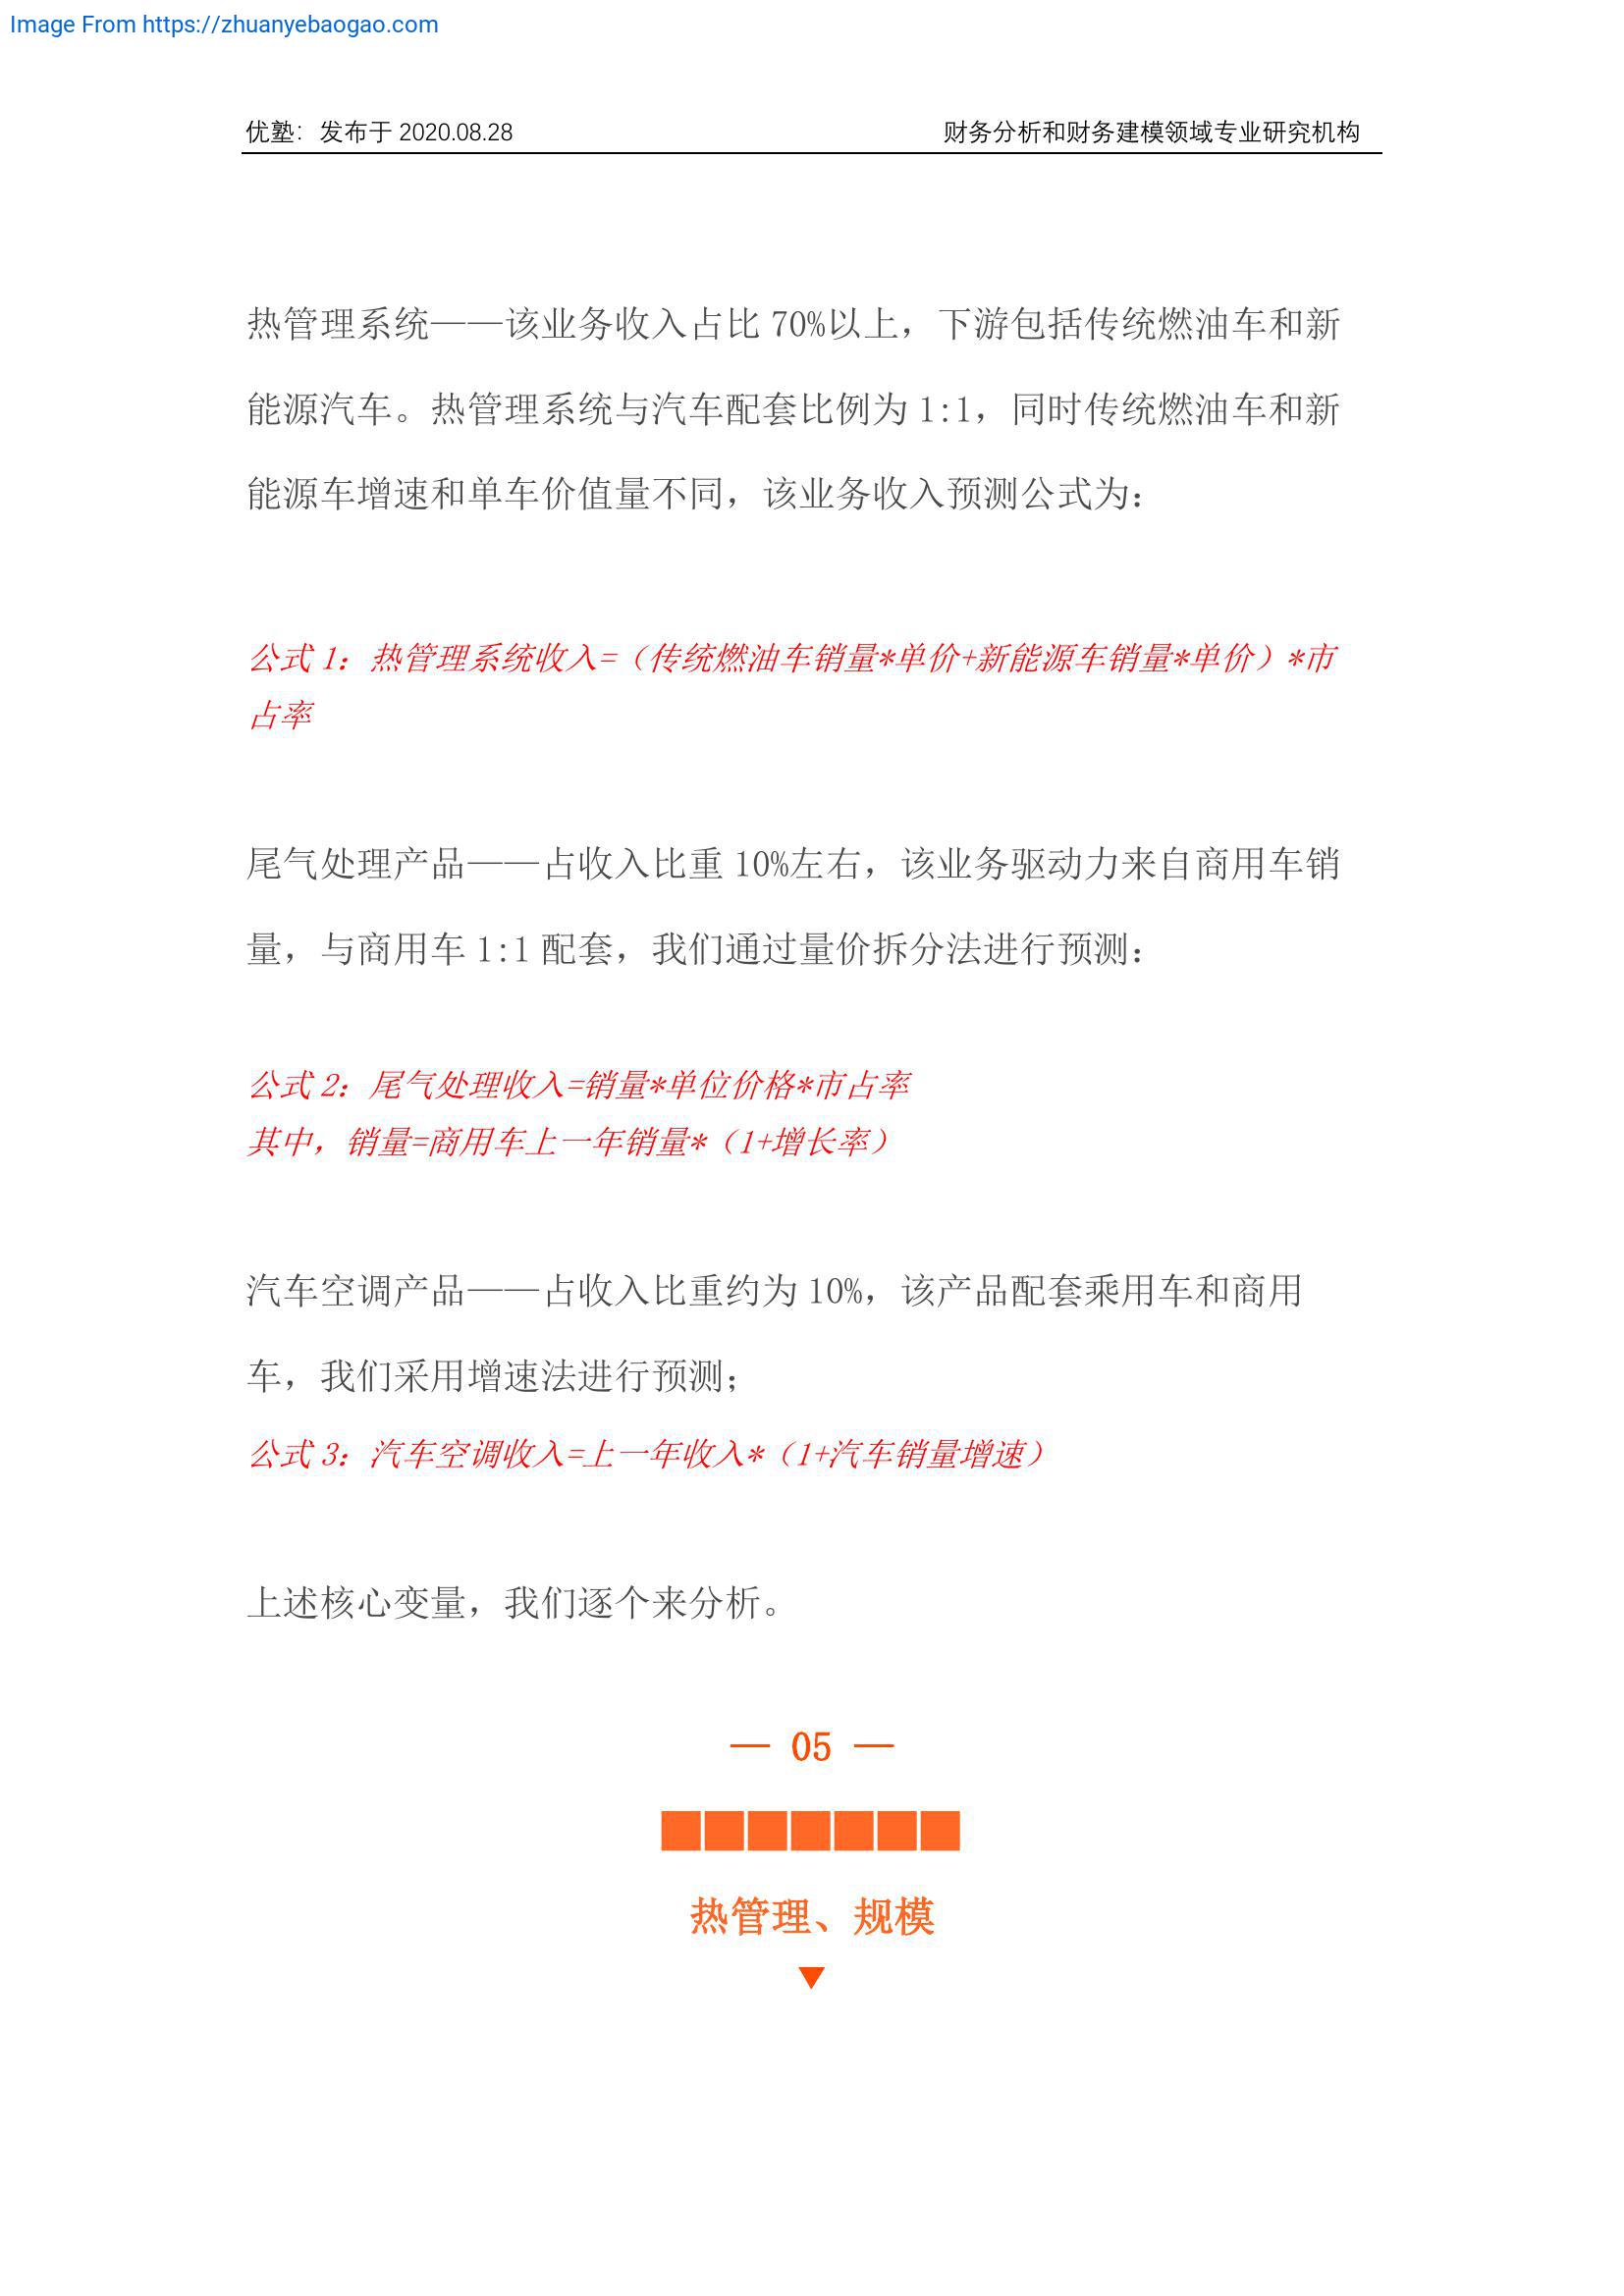 Image From https://zhuanyebaogao.com
优塾：发布于 2020.08.28 财务分析和财务建模领域专业研究机构
热管理系统——该业务收入占比 70%以上，下游包括传统燃油车和新
能源汽车。热管理系统与汽车配套比例为 1:1，同时传统燃油车和新
能源车增速和单车价值量不同，该业务收入预测公式为：
公式 1：热管理系统收入=（传统燃油车销量*单价+新能源车销量*单价）*市
占率
尾气处理产品——占收入比重 10%左右，该业务驱动力来自商用车销
量，与商用车 1:1 配套，我们通过量价拆分法进行预测：
公式 2：尾气处理收入=销量*单位价格*市占率
其中，销量=商用车上一年销量*（1+增长率）
汽车空调产品——占收入比重约为 10%，该产品配套乘用车和商用
车，我们采用增速法进行预测；
公式 3：汽车空调收入=上一年收入*（1+汽车销量增速）
上述核心变量，我们逐个来分析。
— 05 —
热管理、规模